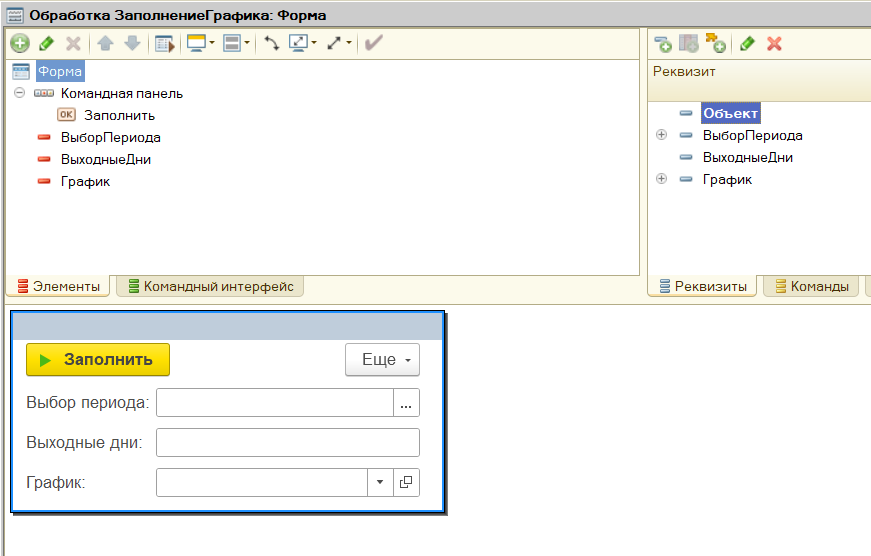 Обработка ЗаполнениеГрафика: Форма
Форма
Командная панель
OK Заполнить
ВыборПериода
ВыходныеДни
График
Элементы
Командный интерфейс
Реквизит
Объект
ВыборПериода
ВыходныеДни
График
Реквизиты
Команды
Заполнить
Еще
Выбор периода:
...
Выходные дни:
График: